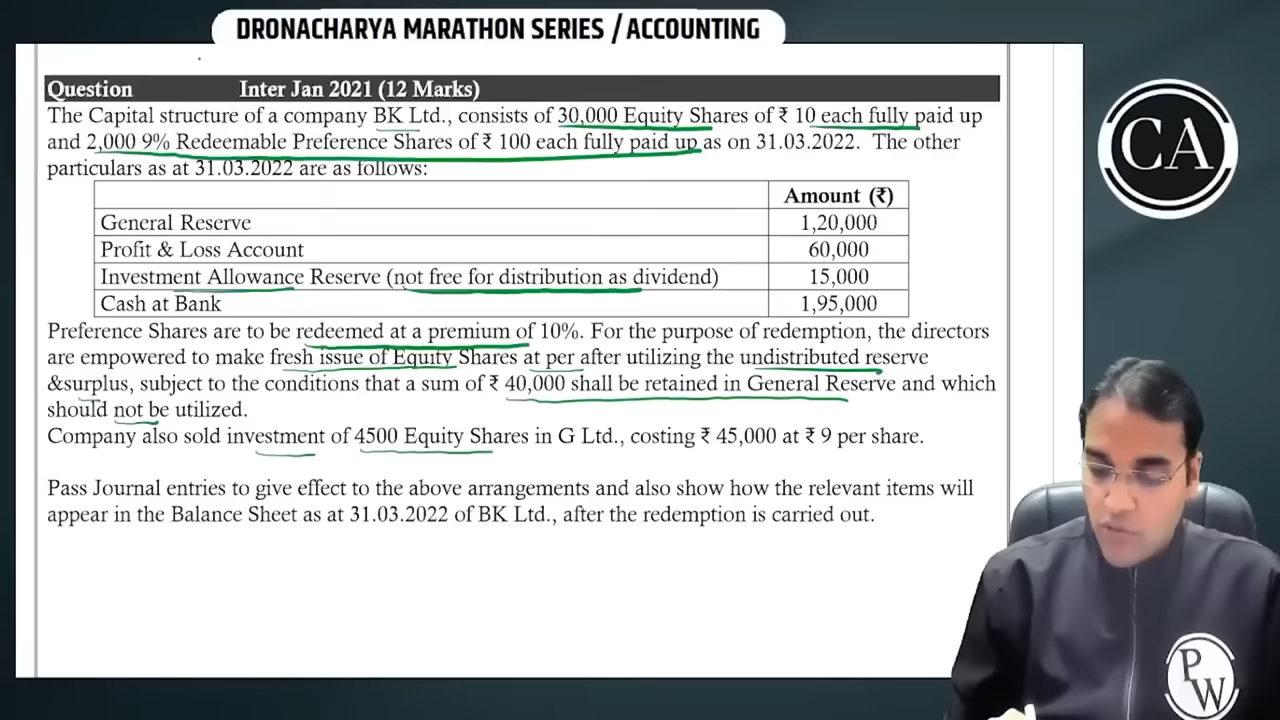 DRONACHARYA MARATHON SERIES / ACCOUNTING
Question Inter Jan 2021 (12 Marks)
The Capital structure of a company BK Ltd., consists of 30,000 Equity Shares of ₹ 10 each fully paid up
and 2,000 9% Redeemable Preference Shares of ₹ 100 each fully paid up as on 31.03.2022. The other
particulars as at 31.03.2022 are as follows:
Amount (₹)
General Reserve 1,20,000
Profit & Loss Account 60,000
Investment Allowance Reserve (not free for distribution as dividend) 15,000
Cash at Bank 1,95,000
Preference Shares are to be redeemed at a premium of 10%. For the purpose of redemption, the directors
are empowered to make fresh issue of Equity Shares at par after utilizing the undistributed reserve
&surplus, subject to the conditions that a sum of ₹ 40,000 shall be retained in General Reserve and which
should not be utilized.
Company also sold investment of 4500 Equity Shares in G Ltd., costing ₹ 45,000 at ₹ 9 per share.
Pass Journal entries to give effect to the above arrangements and also show how the relevant items will
appear in the Balance Sheet as at 31.03.2022 of BK Ltd., after the redemption is carried out.
CA
P
W